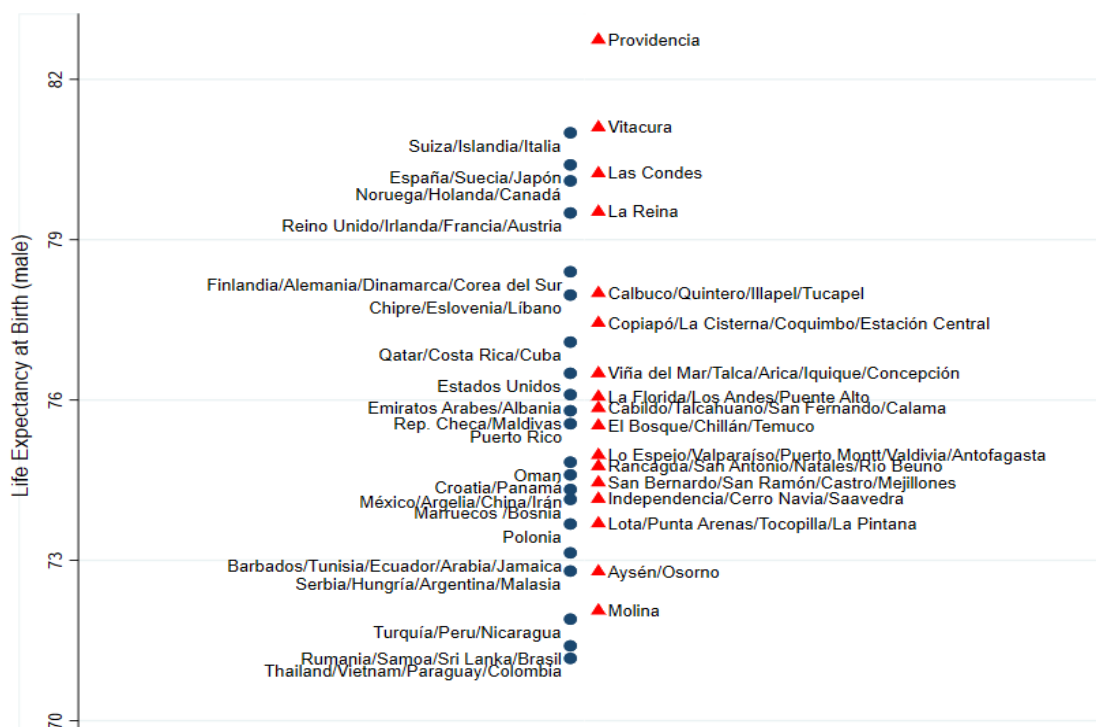 Life Expectancy at Birth (male)
82
79
76
73
70
Suiza/Islandia/Italia
España/Suecia/Japón
Noruega/Holanda/Canadá
Reino Unido/Irlanda/Francia/Austria
Finlandia/Alemania/Dinamarca/Corea del Sur
Chipre/Eslovenia/Líbano
Qatar/Costa Rica/Cuba
Estados Unidos
Emiratos Arabes/Albania
Rep. Checa/Maldivas
Puerto Rico
Oman
Croatia/Panamá
México/Argelia/China/Irán
Marruecos /Bosnia
Polonia
Barbados/Tunisia/Ecuador/Arabia/Jamaica
Serbia/Hungría/Argentina/Malasia
Turquía/Peru/Nicaragua
Rumania/Samoa/Sri Lanka/Brasil
Thailand/Vietnam/Paraguay/Colombia
Providencia
Vitacura
Las Condes
La Reina
Calbuco/Quintero/Illapel/Tucapel
Copiapó/La Cisterna/Coquimbo/Estación Central
Viña del Mar/Talca/Arica/Iquique/Concepción
La Florida/Los Andes/Puente Alto
Cabildo/Talcahuano/San Fernando/Calama
El Bosque/Chillán/Temuco
Lo Espejo/Valparaíso/Puerto Montt/Valdivia/Antofagasta
Rancagua/San Antonio/Natales/Río Beuno
San Bernardo/San Ramón/Castro/Mejillones
Independencia/Cerro Navia/Saavedra
Lota/Punta Arenas/Tocopilla/La Pintana
Aysén/Osorno
Molina